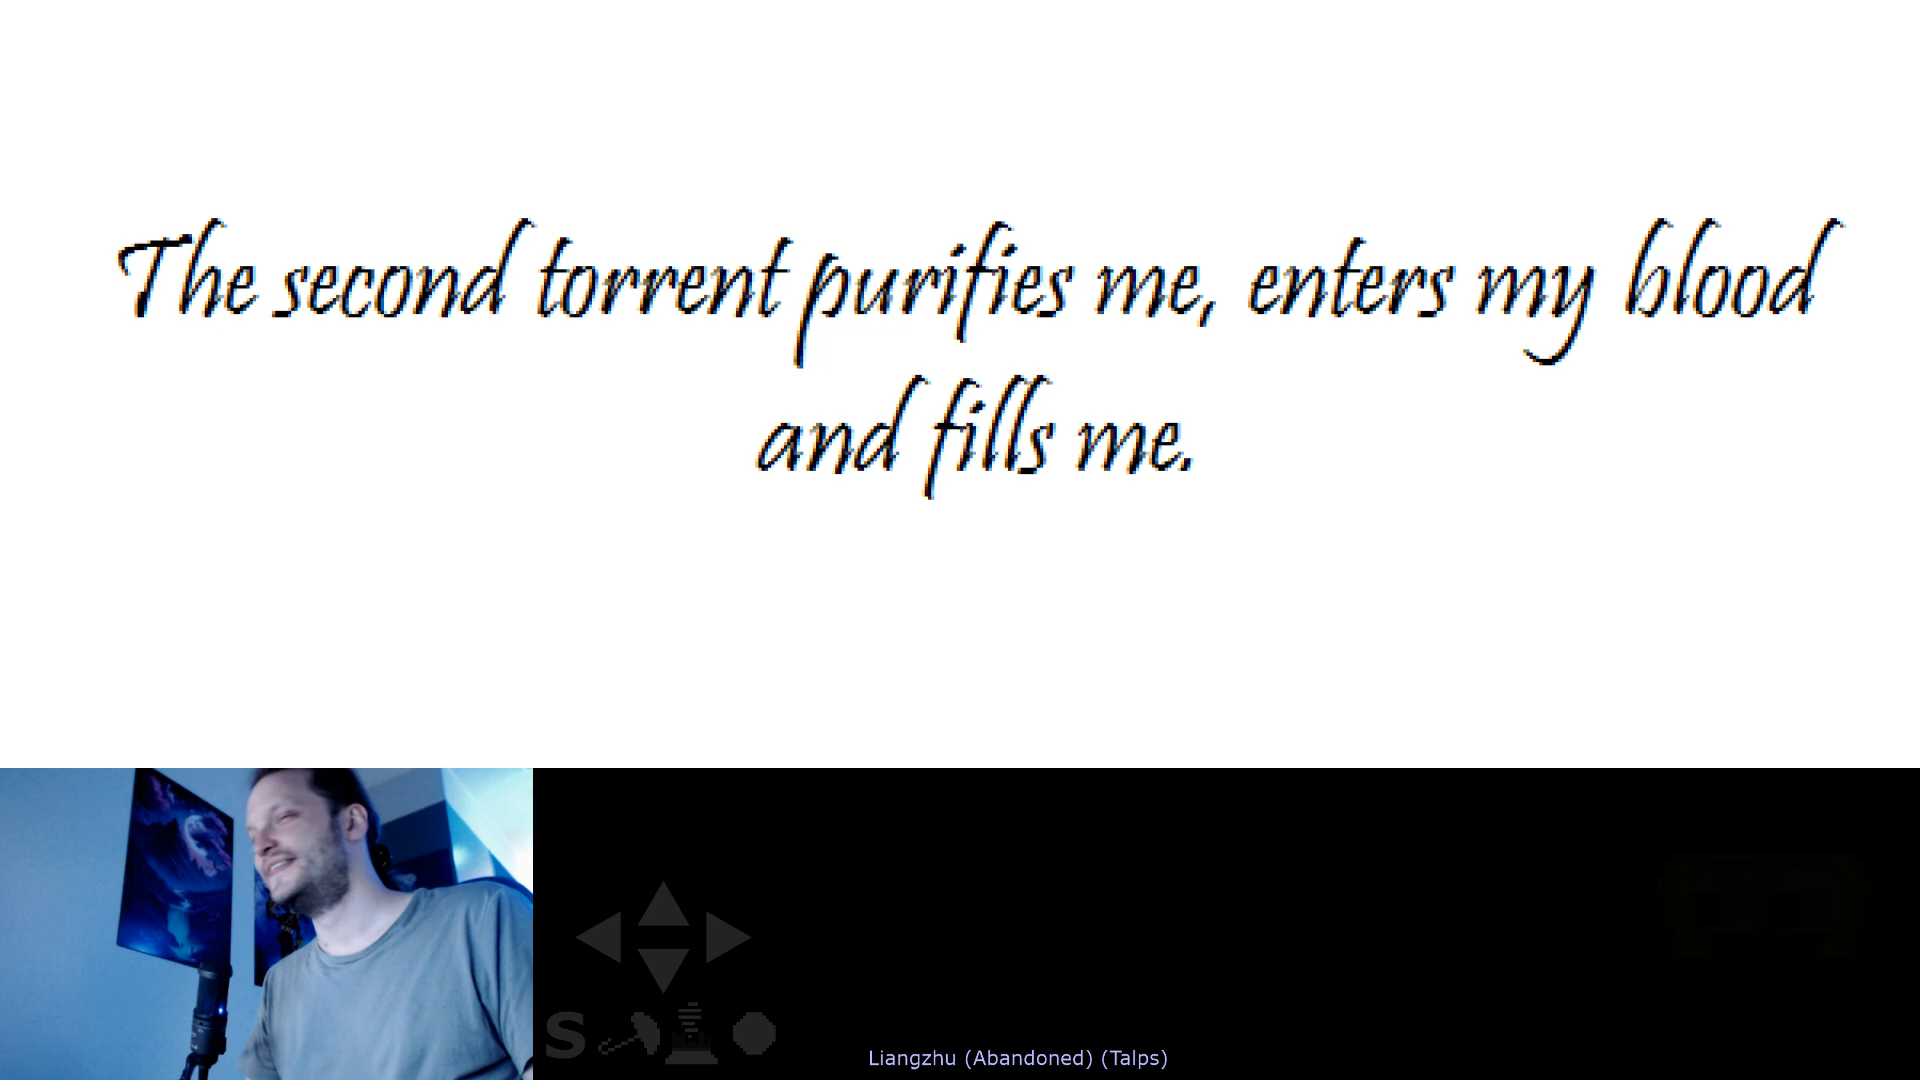 The second torrent purifies me, enters my blood
and fills me.
S
Liangzhu (Abandoned) (Talps)